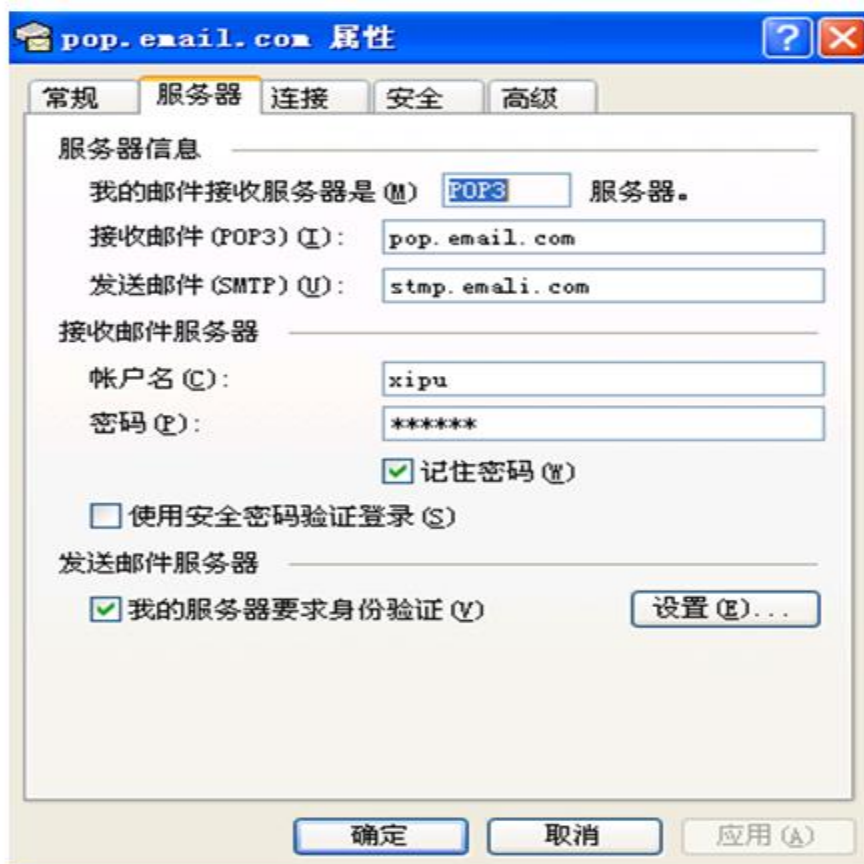 pop.email.com 属性
常规 服务器 连接 安全 高级
服务器信息
我的邮件接收服务器是(M) POP3 服务器。
接收邮件(POP3)(I): pop.email.com
发送邮件(SMTP)(U): stmp.emali.com
接收邮件服务器
帐户名(C): xipu
密码(P): ******
记住密码(W)
使用安全密码验证登录(S)
发送邮件服务器
我的服务器要求身份验证(V) 设置(E)...
确定 取消 应用(A)